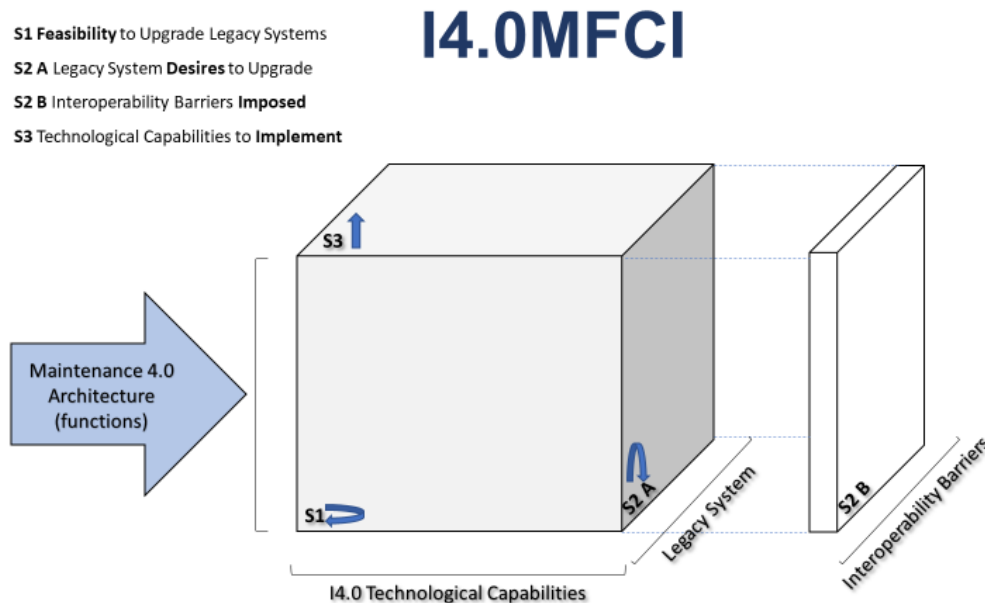 I4.0MFCI
S1 Feasibility to Upgrade Legacy Systems
S2 A Legacy System Desires to Upgrade
S2 B Interoperability Barriers Imposed
S3 Technological Capabilities to Implement
S3
Maintenance 4.0
Architecture
(functions)
S1
S2 A
S2 B
Legacy System
Interoperability Barriers
I4.0 Technological Capabilities